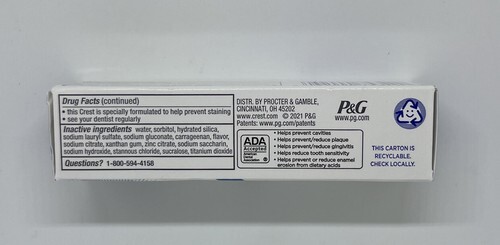 Drug Facts (continued)
• this Crest is specially formulated to help prevent staining
• see your dentist regularly
Inactive ingredients water, sorbitol, hydrated silica,
sodium lauryl sulfate, sodium gluconate, carrageenan, flavor,
sodium citrate, xanthan gum, zinc citrate, sodium saccharin,
sodium hydroxide, stannous chloride, sucralose, titanium dioxide
Questions? 1-800-594-4158
DISTR. BY PROCTER & GAMBLE,
CINCINNATI, OH 45202
www.crest.com © 2021 P&G
Patents: www.pg.com/patents
P&G
www.pg.com
ADA
Accepted
American
Dental
Association
• Helps prevent cavities
• Helps prevent/reduce plaque
• Helps prevent/reduce gingivitis
• Helps reduce tooth sensitivity
• Helps prevent or reduce enamel
erosion from dietary acids
THIS CARTON IS
RECYCLABLE.
CHECK LOCALLY.